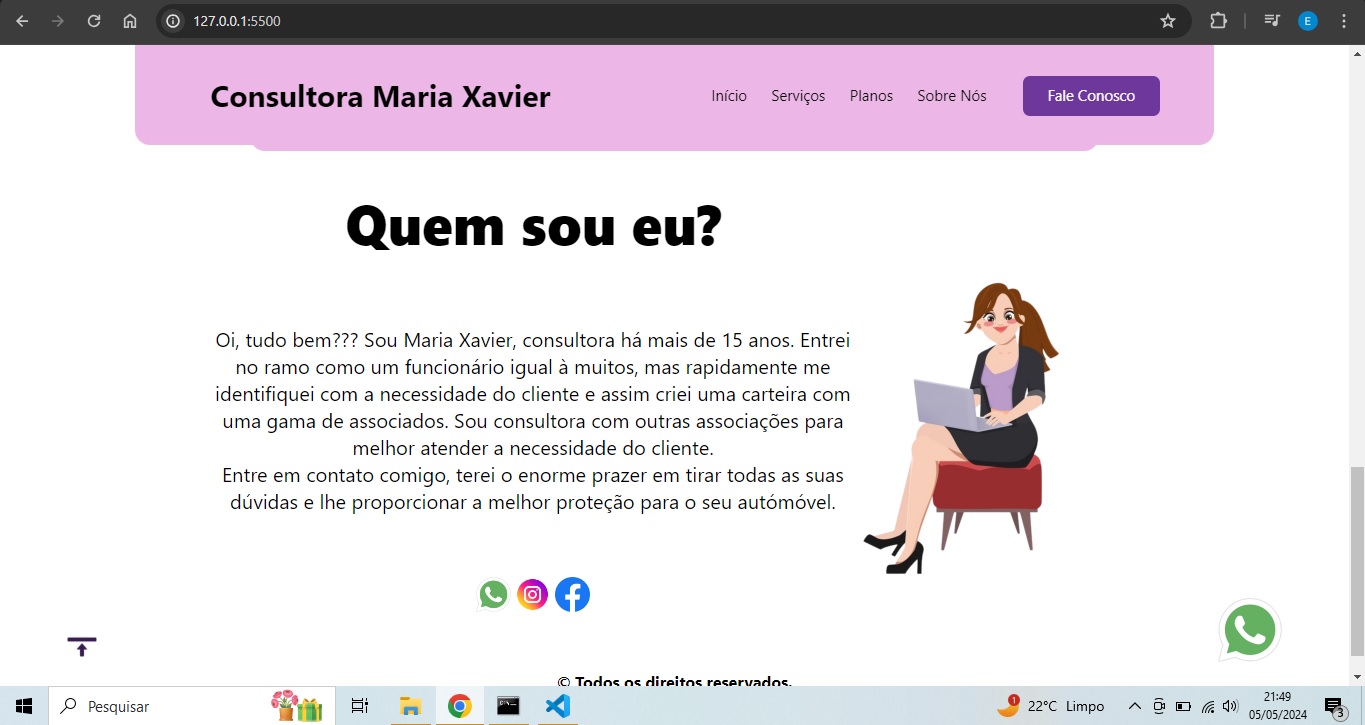 127.0.0.1:5500
E
Consultora Maria Xavier
Início Serviços Planos Sobre Nós Fale Conosco
Quem sou eu?
Oi, tudo bem??? Sou Maria Xavier, consultora há mais de 15 anos. Entrei
no ramo como um funcionário igual à muitos, mas rapidamente me
identifiquei com a necessidade do cliente e assim criei uma carteira com
uma gama de associados. Sou consultora com outras associações para
melhor atender a necessidade do cliente.
Entre em contato comigo, terei o enorme prazer em tirar todas as suas
dúvidas e lhe proporcionar a melhor proteção para o seu autómóvel.
© Todos os direitos reservados.
Pesquisar
1
22°C Limpo
21:49
05/05/2024
3